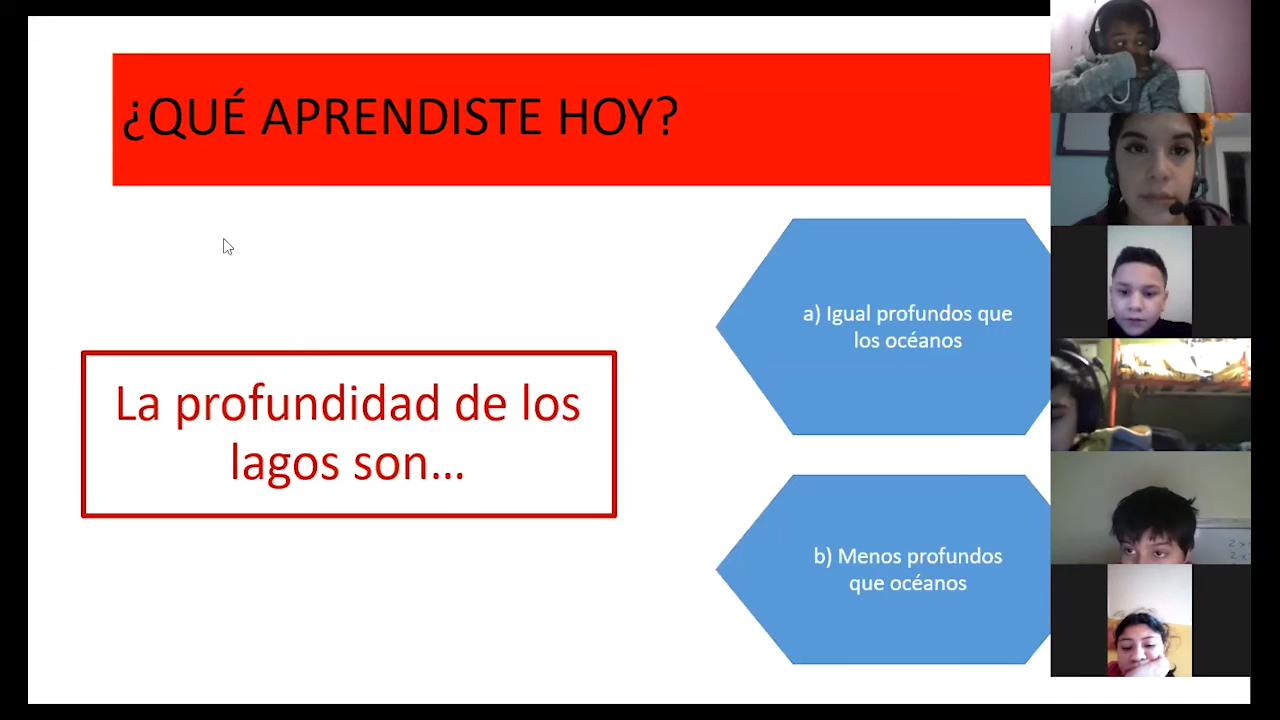 ¿QUÉ APRENDISTE HOY?
La profundidad de los
lagos son...
a) Igual profundos que
los océanos
b) Menos profundos
que océanos